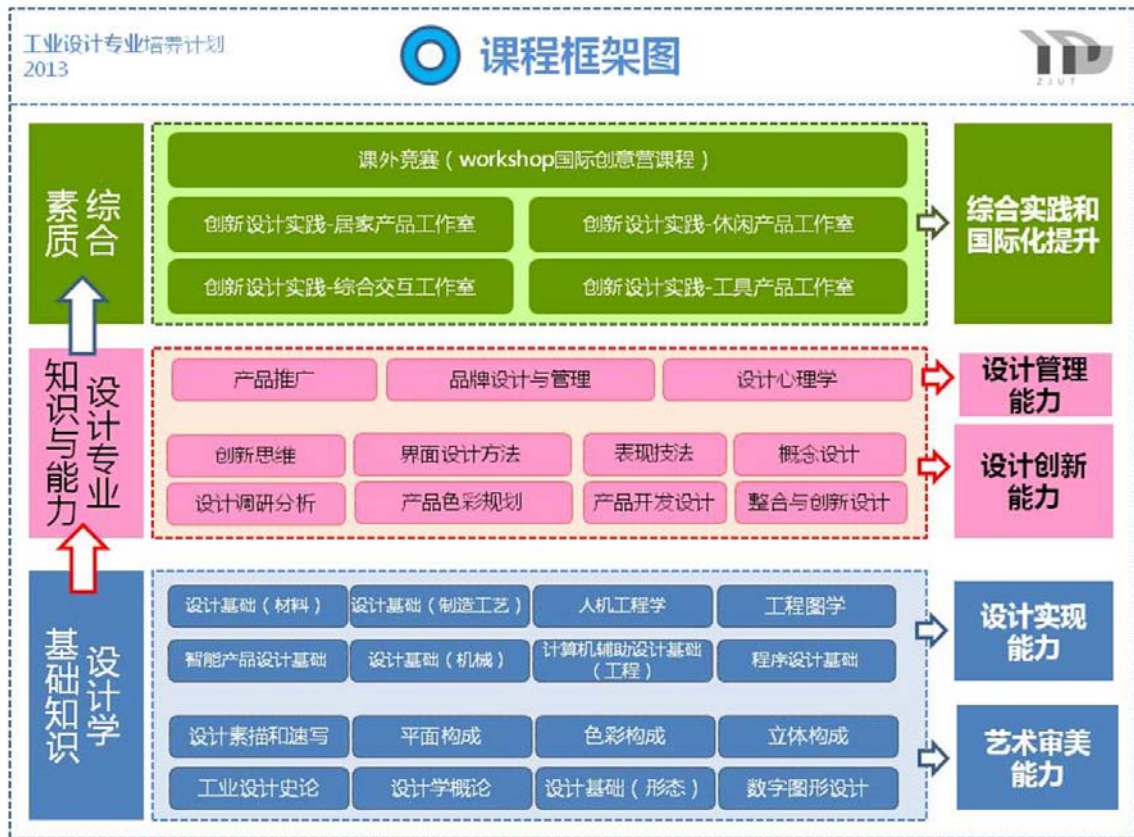 工业设计专业培养计划
2013
课程框架图
ZJUT
综合
素质
课外竞赛（workshop国际创意营课程）
创新设计实践-居家产品工作室
创新设计实践-休闲产品工作室
创新设计实践-综合交互工作室
创新设计实践-工具产品工作室
综合实践和
国际化提升
设计专业
知识与能力
产品推广
品牌设计与管理
设计心理学
设计管理
能力
创新思维
界面设计方法
表现技法
概念设计
设计调研分析
产品色彩规划
产品开发设计
整合与创新设计
设计创新
能力
设计学
基础知识
设计基础（材料）
设计基础（制造工艺）
人机工程学
工程图学
智能产品设计基础
设计基础（机械）
计算机辅助设计基础
（工程）
程序设计基础
设计实现
能力
设计素描和速写
平面构成
色彩构成
立体构成
工业设计史论
设计学概论
设计基础（形态）
数字图形设计
艺术审美
能力